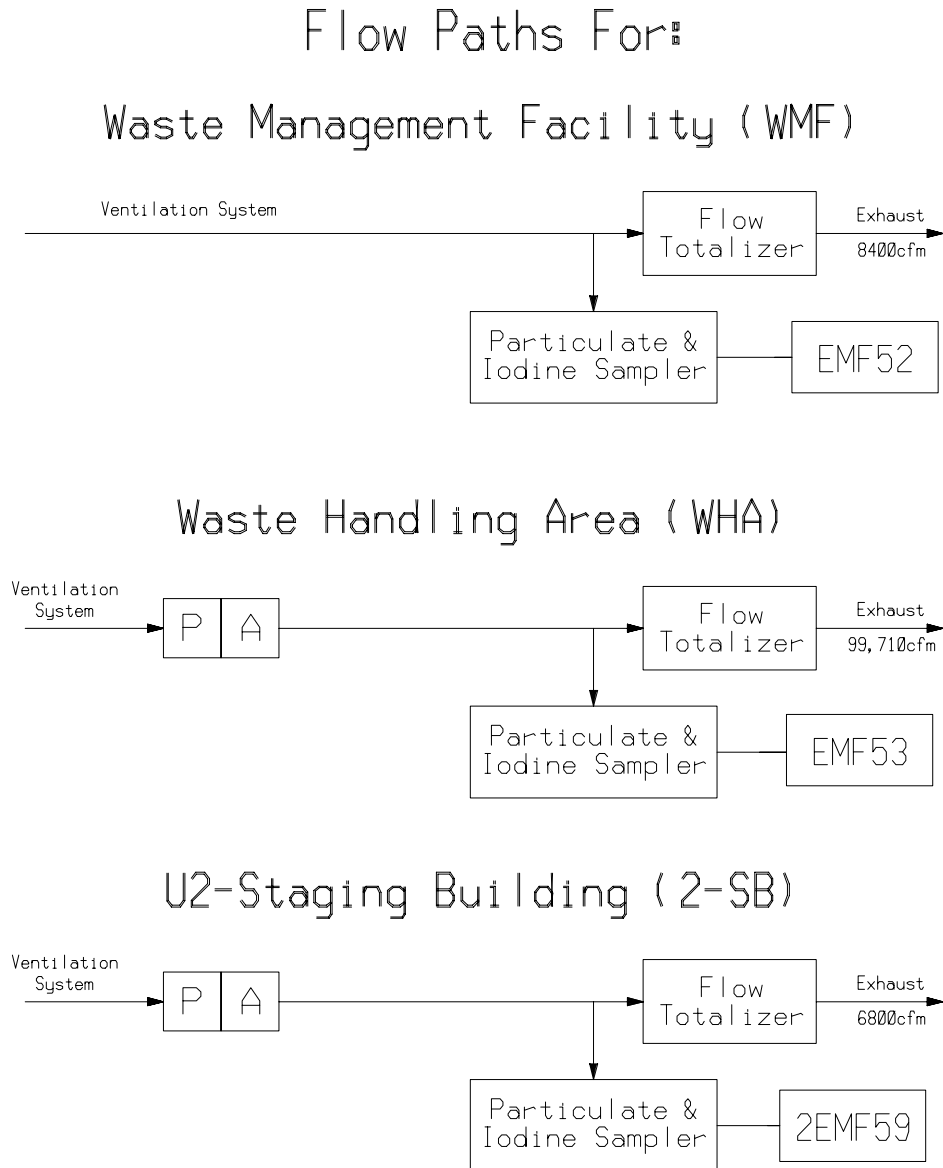 Flow Paths For:
Waste Management Facility (WMF)
Ventilation System
Flow
Totalizer
Exhaust
8400cfm
Particulate &
Iodine Sampler
EMF52
Waste Handling Area (WHA)
Ventilation
System
P A
Flow
Totalizer
Exhaust
99,710cfm
Particulate &
Iodine Sampler
EMF53
U2-Staging Building (2-SB)
Ventilation
System
P A
Flow
Totalizer
Exhaust
6800cfm
Particulate &
Iodine Sampler
2EMF59